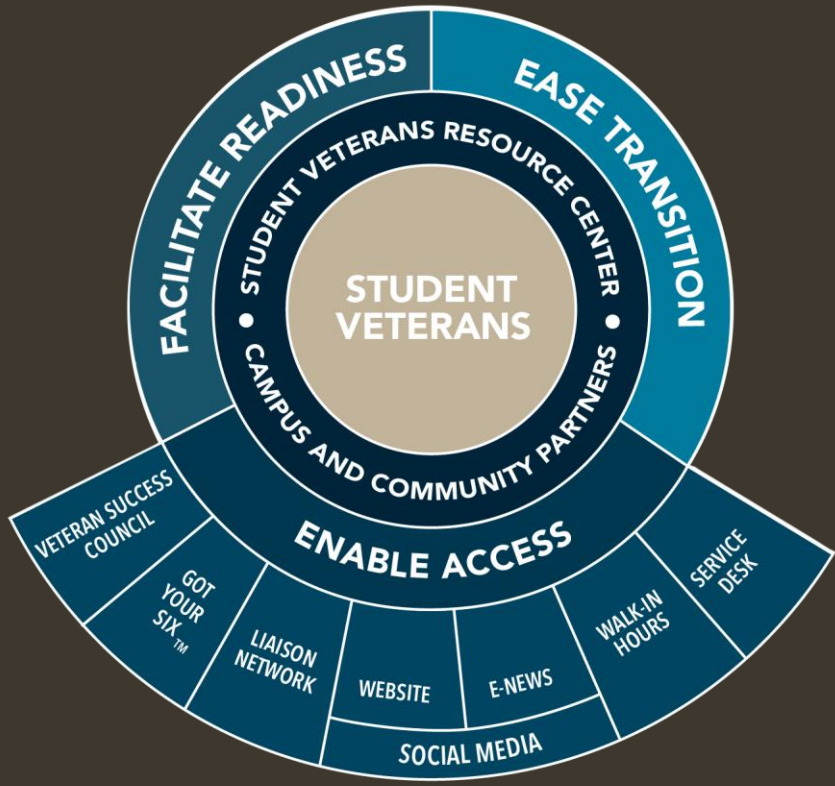 FACILITATE READINESS
EASE TRANSITION
STUDENT VETERANS RESOURCE CENTER
STUDENT
VETERANS
• CAMPUS AND COMMUNITY PARTNERS •
ENABLE ACCESS
VETERAN SUCCESS
COUNCIL
GOT
YOUR
SIX TM
LIAISON
NETWORK
WEBSITE
E-NEWS
WALK-IN
HOURS
SERVICE
DESK
SOCIAL MEDIA